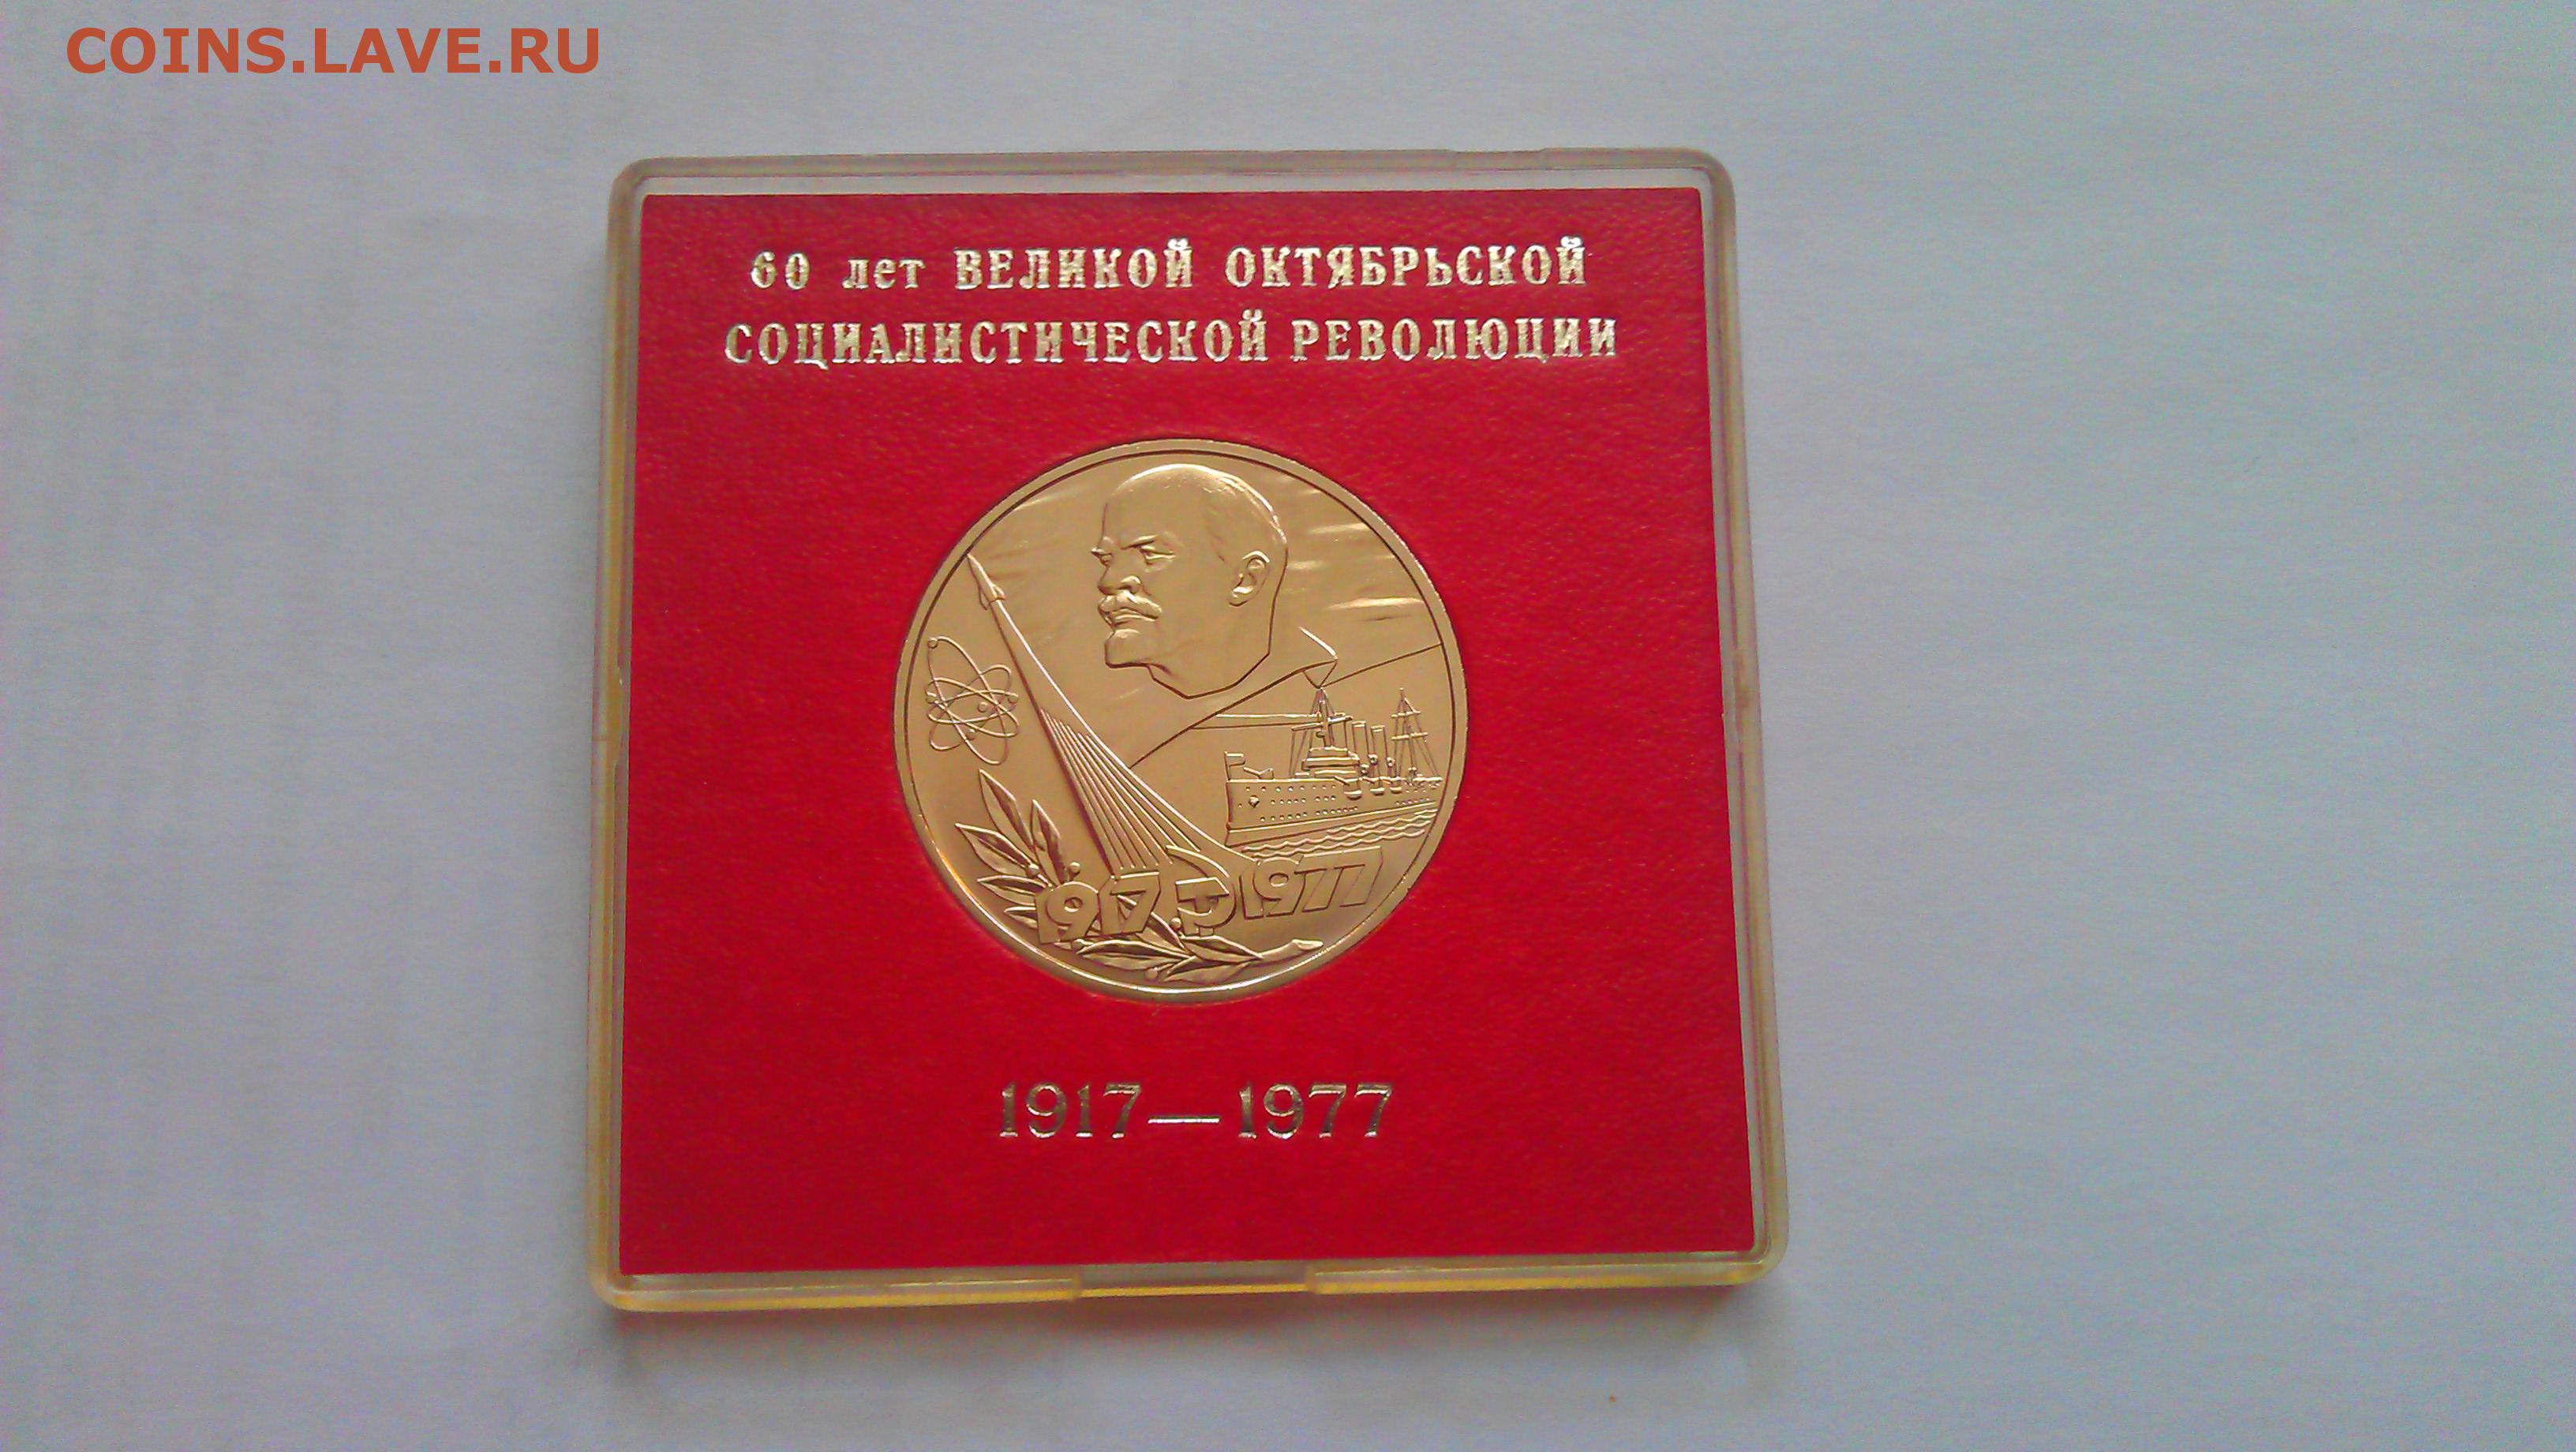 COINS.LAVE.RU
60 лет ВЕЛИКОЙ ОКТЯБРЬСКОЙ
СОЦИАЛИСТИЧЕСКОЙ РЕВОЛЮЦИИ
1917 1977
1917—1977